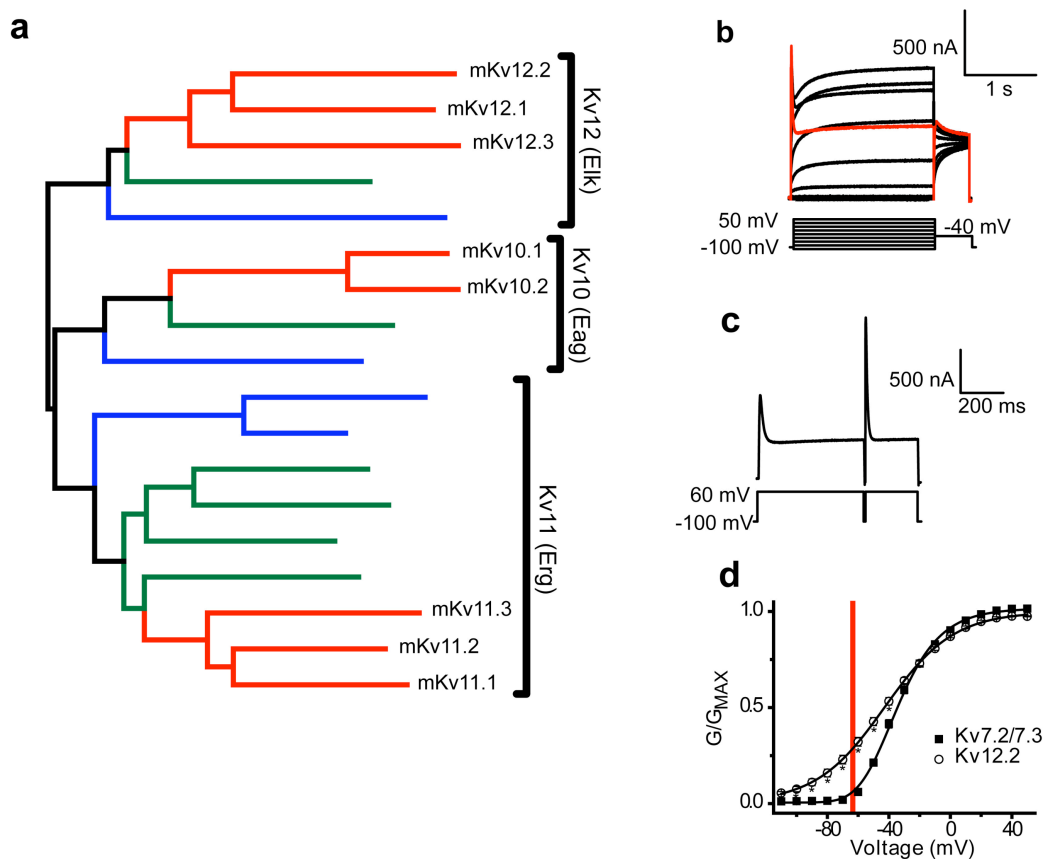 a
mKv12.2
mKv12.1
mKv12.3
Kv12 (Elk)
mKv10.1
mKv10.2
Kv10 (Eag)
mKv11.3
mKv11.2
mKv11.1
Kv11 (Erg)
b
500 nA
1 s
50 mV
-40 mV
-100 mV
c
500 nA
200 ms
60 mV
-100 mV
d
1.0
0.5
0.0
G/GMAX
Kv7.2/7.3
Kv12.2
-80 -40 0 40
Voltage (mV)